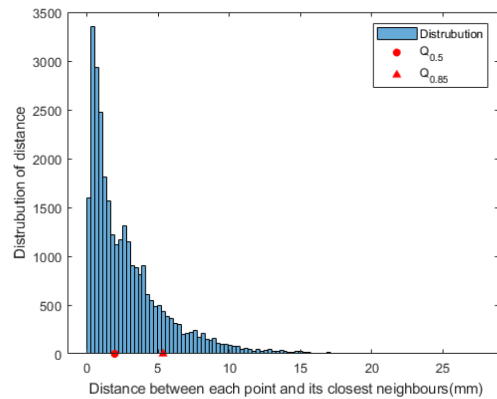 3500
3000
2500
2000
1500
1000
500
0
Distrubution of distance
0 5 10 15 20 25
Distance between each point and its closest neighbours(mm)
Distrubution
Q0.5
Q0.85